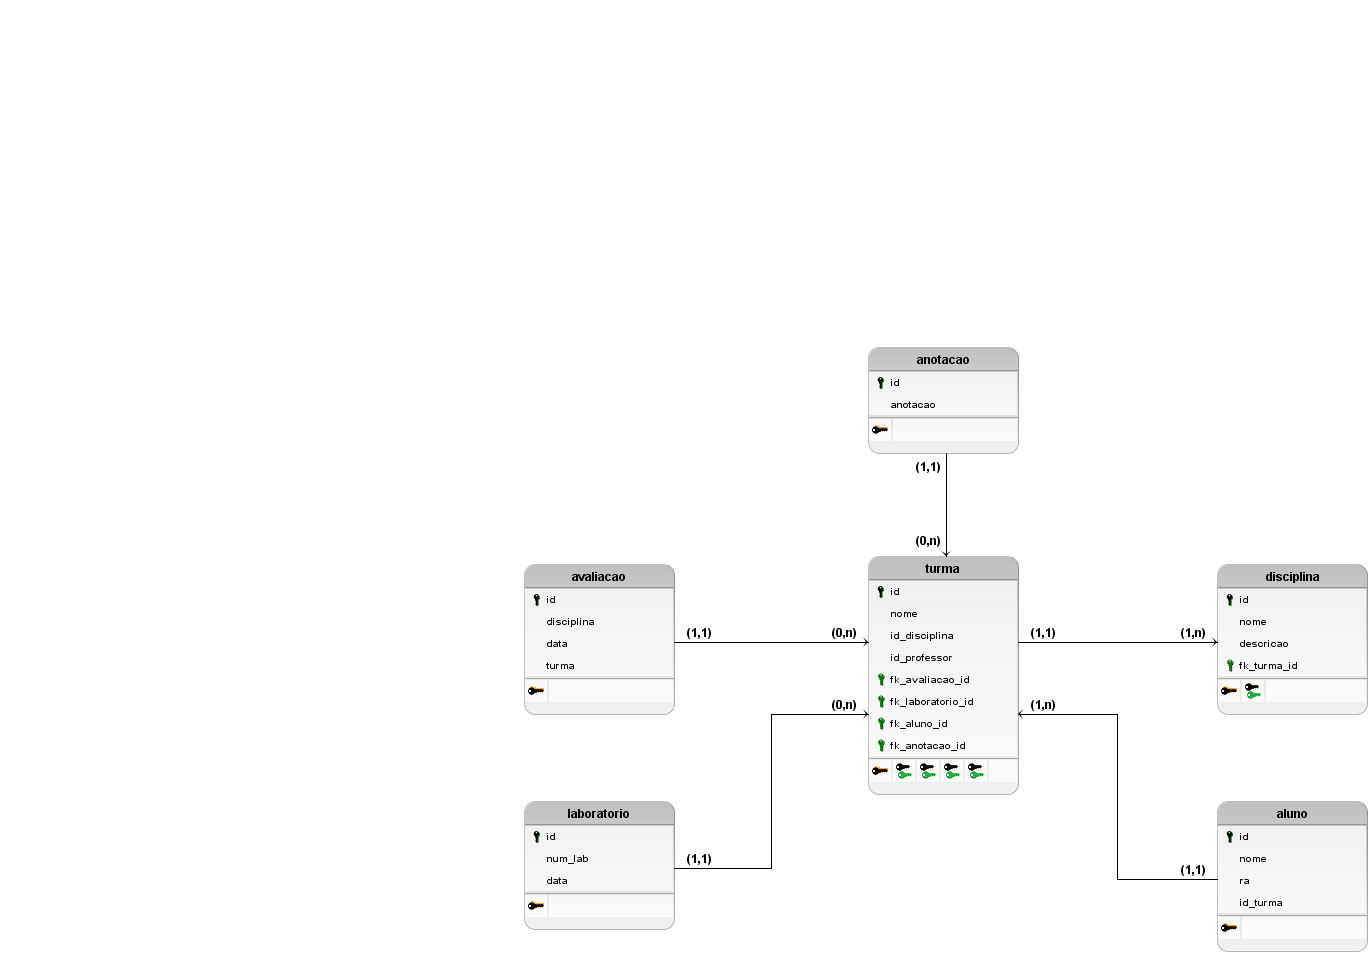 anotacao
id
anotacao
(1,1)
(0,n)
avaliacao
id
disciplina
data
turma
(1,1)
(0,n)
turma
id
nome
id_disciplina
id_professor
fk_avaliacao_id
fk_laboratorio_id
fk_aluno_id
fk_anotacao_id
(1,1)
(1,n)
disciplina
id
nome
descricao
fk_turma_id
(0,n)
(1,n)
laboratorio
id
num_lab
data
(1,1)
(1,1)
aluno
id
nome
ra
id_turma